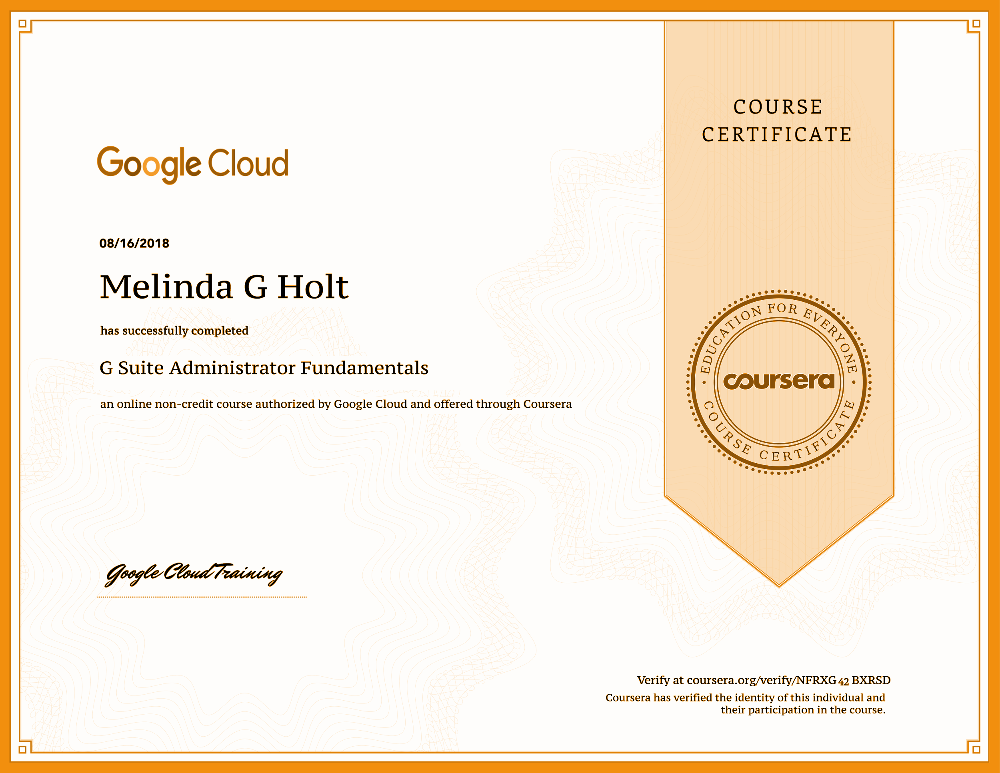 COURSE
CERTIFICATE
Google Cloud
08/16/2018
Melinda G Holt
has successfully completed
G Suite Administrator Fundamentals
an online non-credit course authorized by Google Cloud and offered through Coursera
EDUCATION FOR EVERYONE
coursera
COURSE CERTIFICATE
Google Cloud Training
Verify at coursera.org/verify/NFRXG42BXRSD
Coursera has verified the identity of this individual and
their participation in the course.